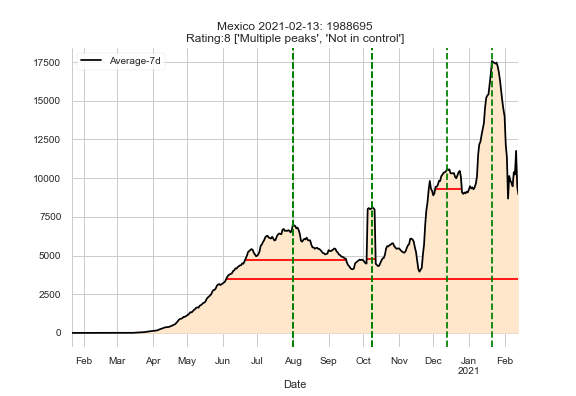 Mexico 2021-02-13: 1988695
Rating:8 ['Multiple peaks', 'Not in control']
Average-7d
17500
15000
12500
10000
7500
5000
2500
0
Feb Mar Apr May Jun Jul Aug Sep Oct Nov Dec Jan Feb
2021
Date